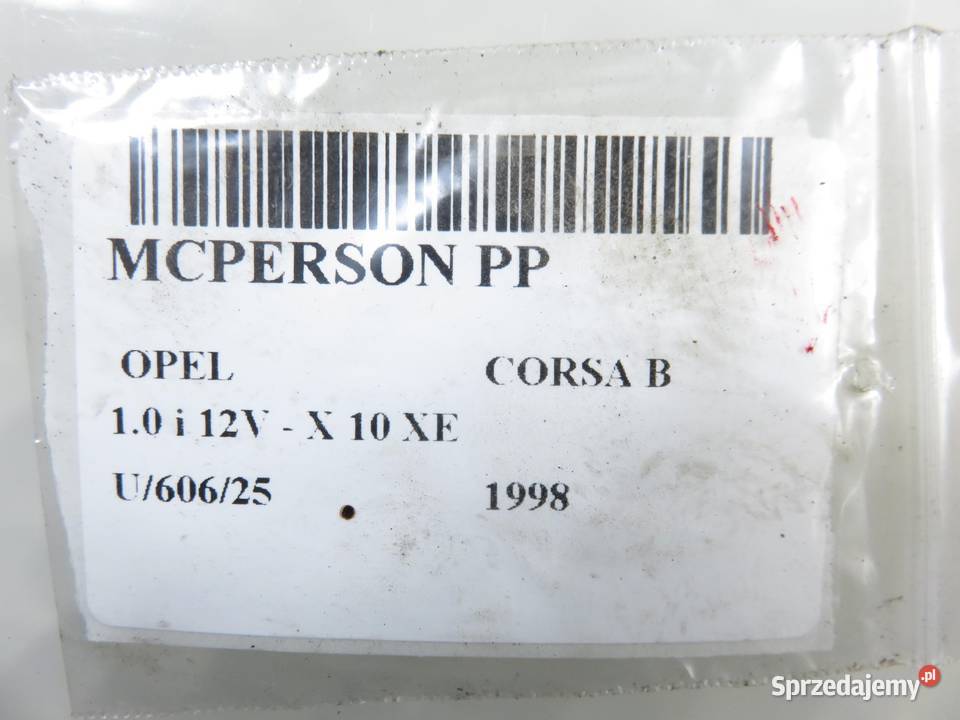 MCPERSON PP
OPEL CORSA B
1.0 i 12V - X 10 XE
U/606/25 1998
Sprzedajemy.pl